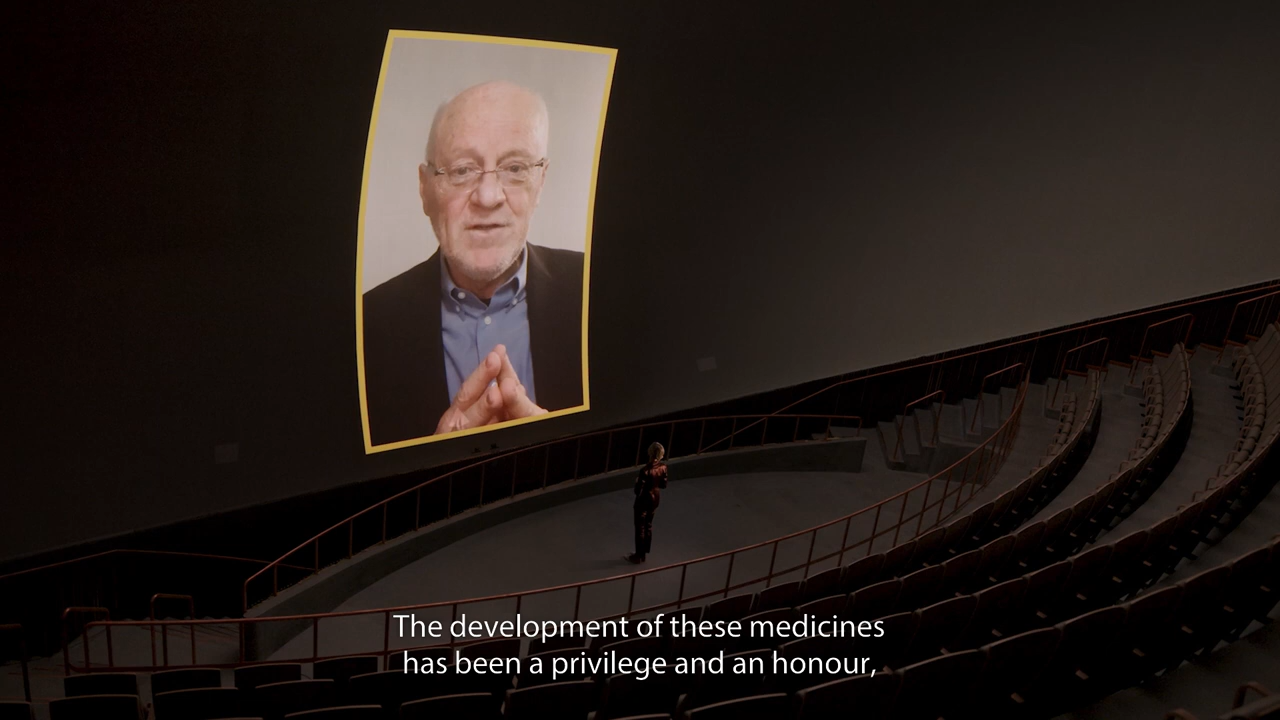 The development of these medicines
has been a privilege and an honour,